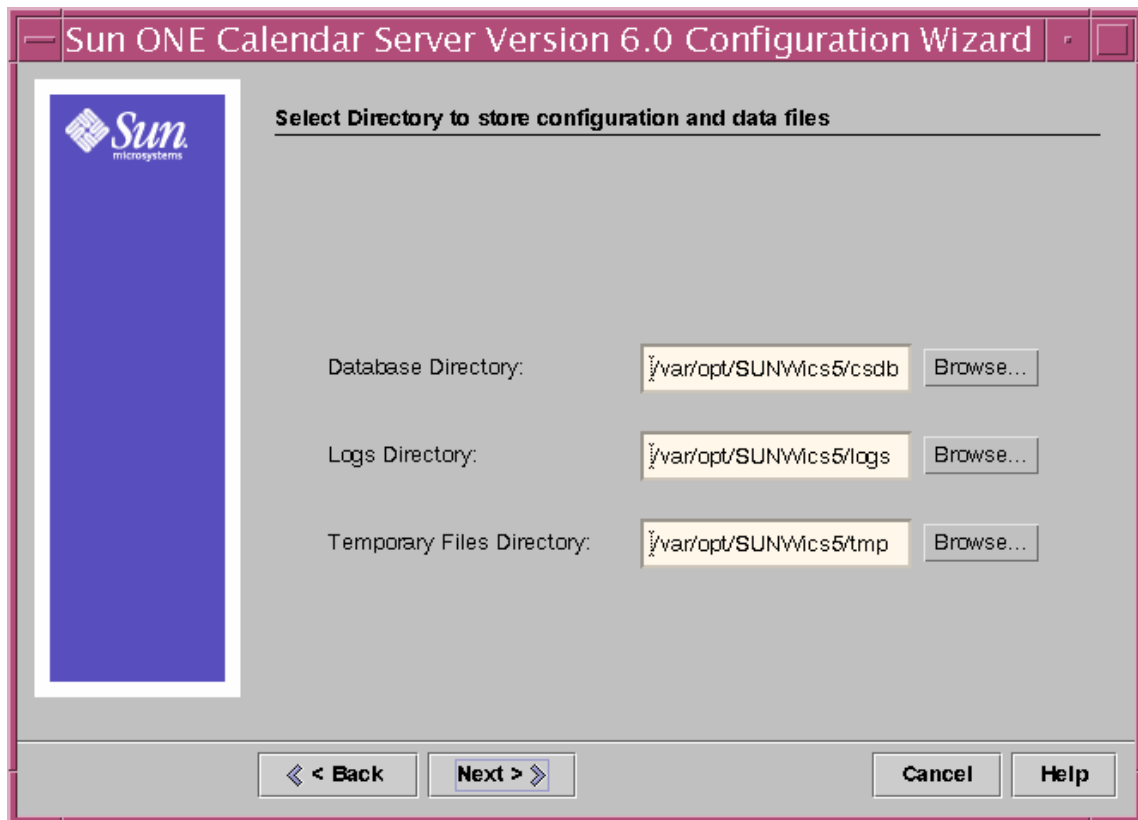 Sun ONE Calendar Server Version 6.0 Configuration Wizard
Sun
microsystems
Select Directory to store configuration and data files
Database Directory: /var/opt/SUNWics5/csdb Browse...
Logs Directory: /var/opt/SUNWics5/logs Browse...
Temporary Files Directory: /var/opt/SUNWics5/tmp Browse...
< Back Next > Cancel Help